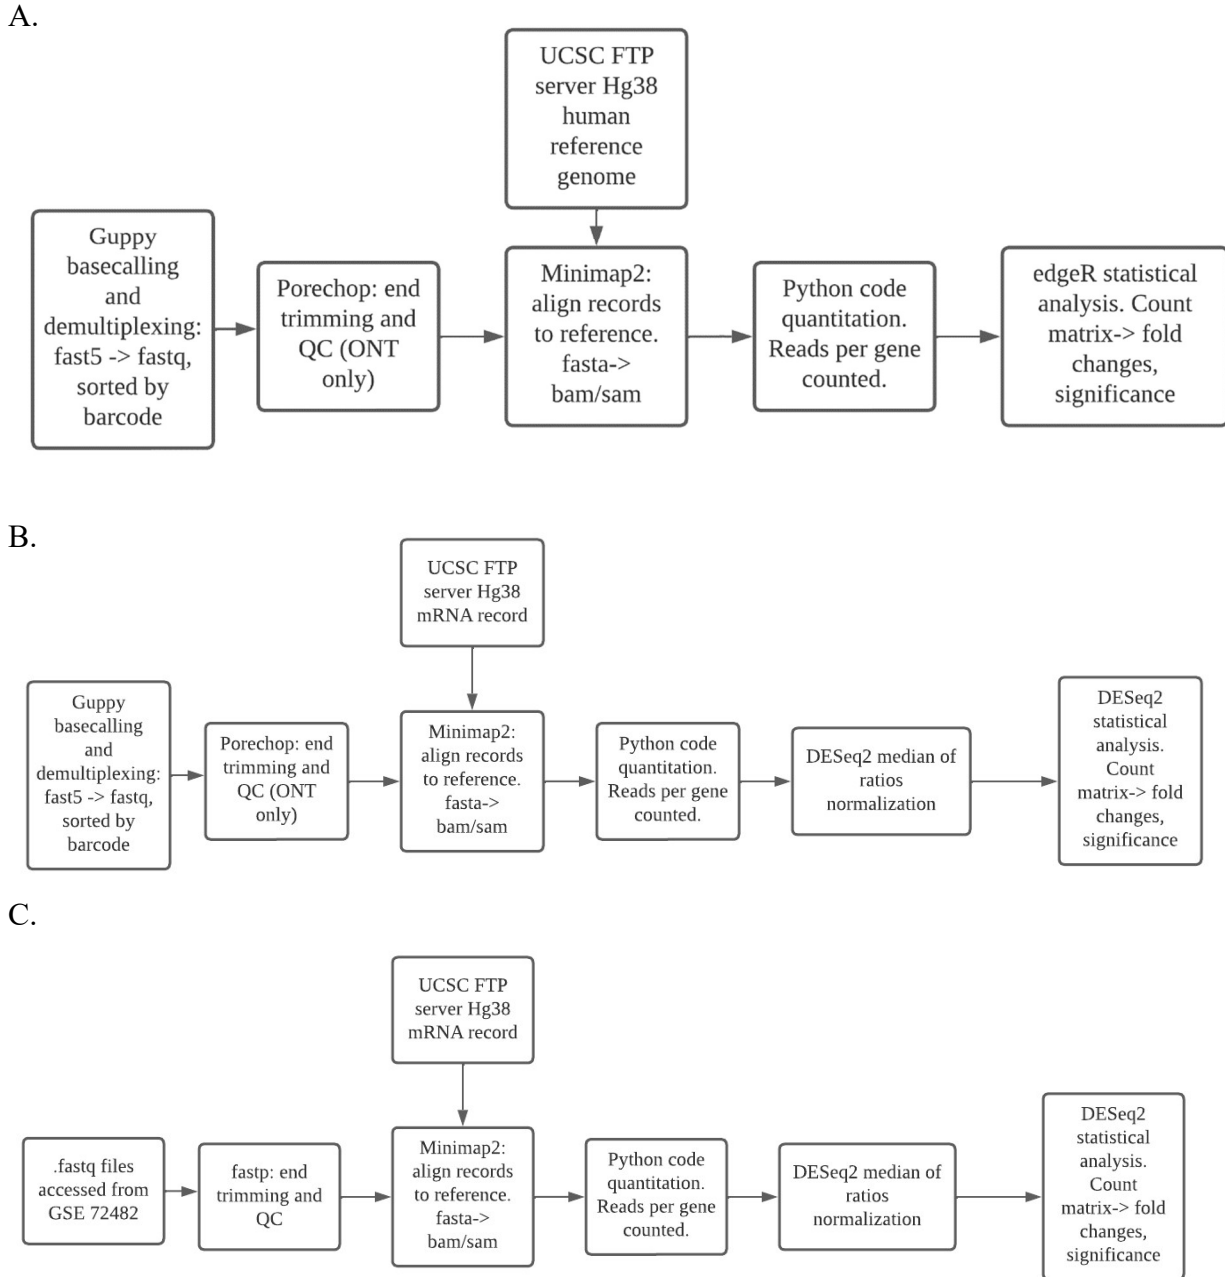 A.
UCSC FTP
server Hg38
human
reference
genome
Guppy
basecalling
and
demultiplexing:
fast5 -> fastq,
sorted by
barcode
Porechop: end
trimming and
QC (ONT
only)
Minimap2:
align records
to reference.
fasta->
bam/sam
Python code
quantitation.
Reads per gene
counted.
edgeR statistical
analysis. Count
matrix-> fold
changes,
significance
B.
UCSC FTP
server Hg38
mRNA record
Guppy
basecalling
and
demultiplexing:
fast5 -> fastq,
sorted by
barcode
Porechop: end
trimming and
QC (ONT
only)
Minimap2:
align records
to reference.
fasta->
bam/sam
Python code
quantitation.
Reads per gene
counted.
DESeq2 median of
ratios
normalization
DESeq2
statistical
analysis.
Count
matrix-> fold
changes,
significance
C.
UCSC FTP
server Hg38
mRNA record
.fastq files
accessed from
GSE 72482
fastp: end
trimming and
QC
Minimap2:
align records
to reference.
fasta->
bam/sam
Python code
quantitation.
Reads per gene
counted.
DESeq2 median of
ratios
normalization
DESeq2
statistical
analysis.
Count
matrix-> fold
changes,
significance